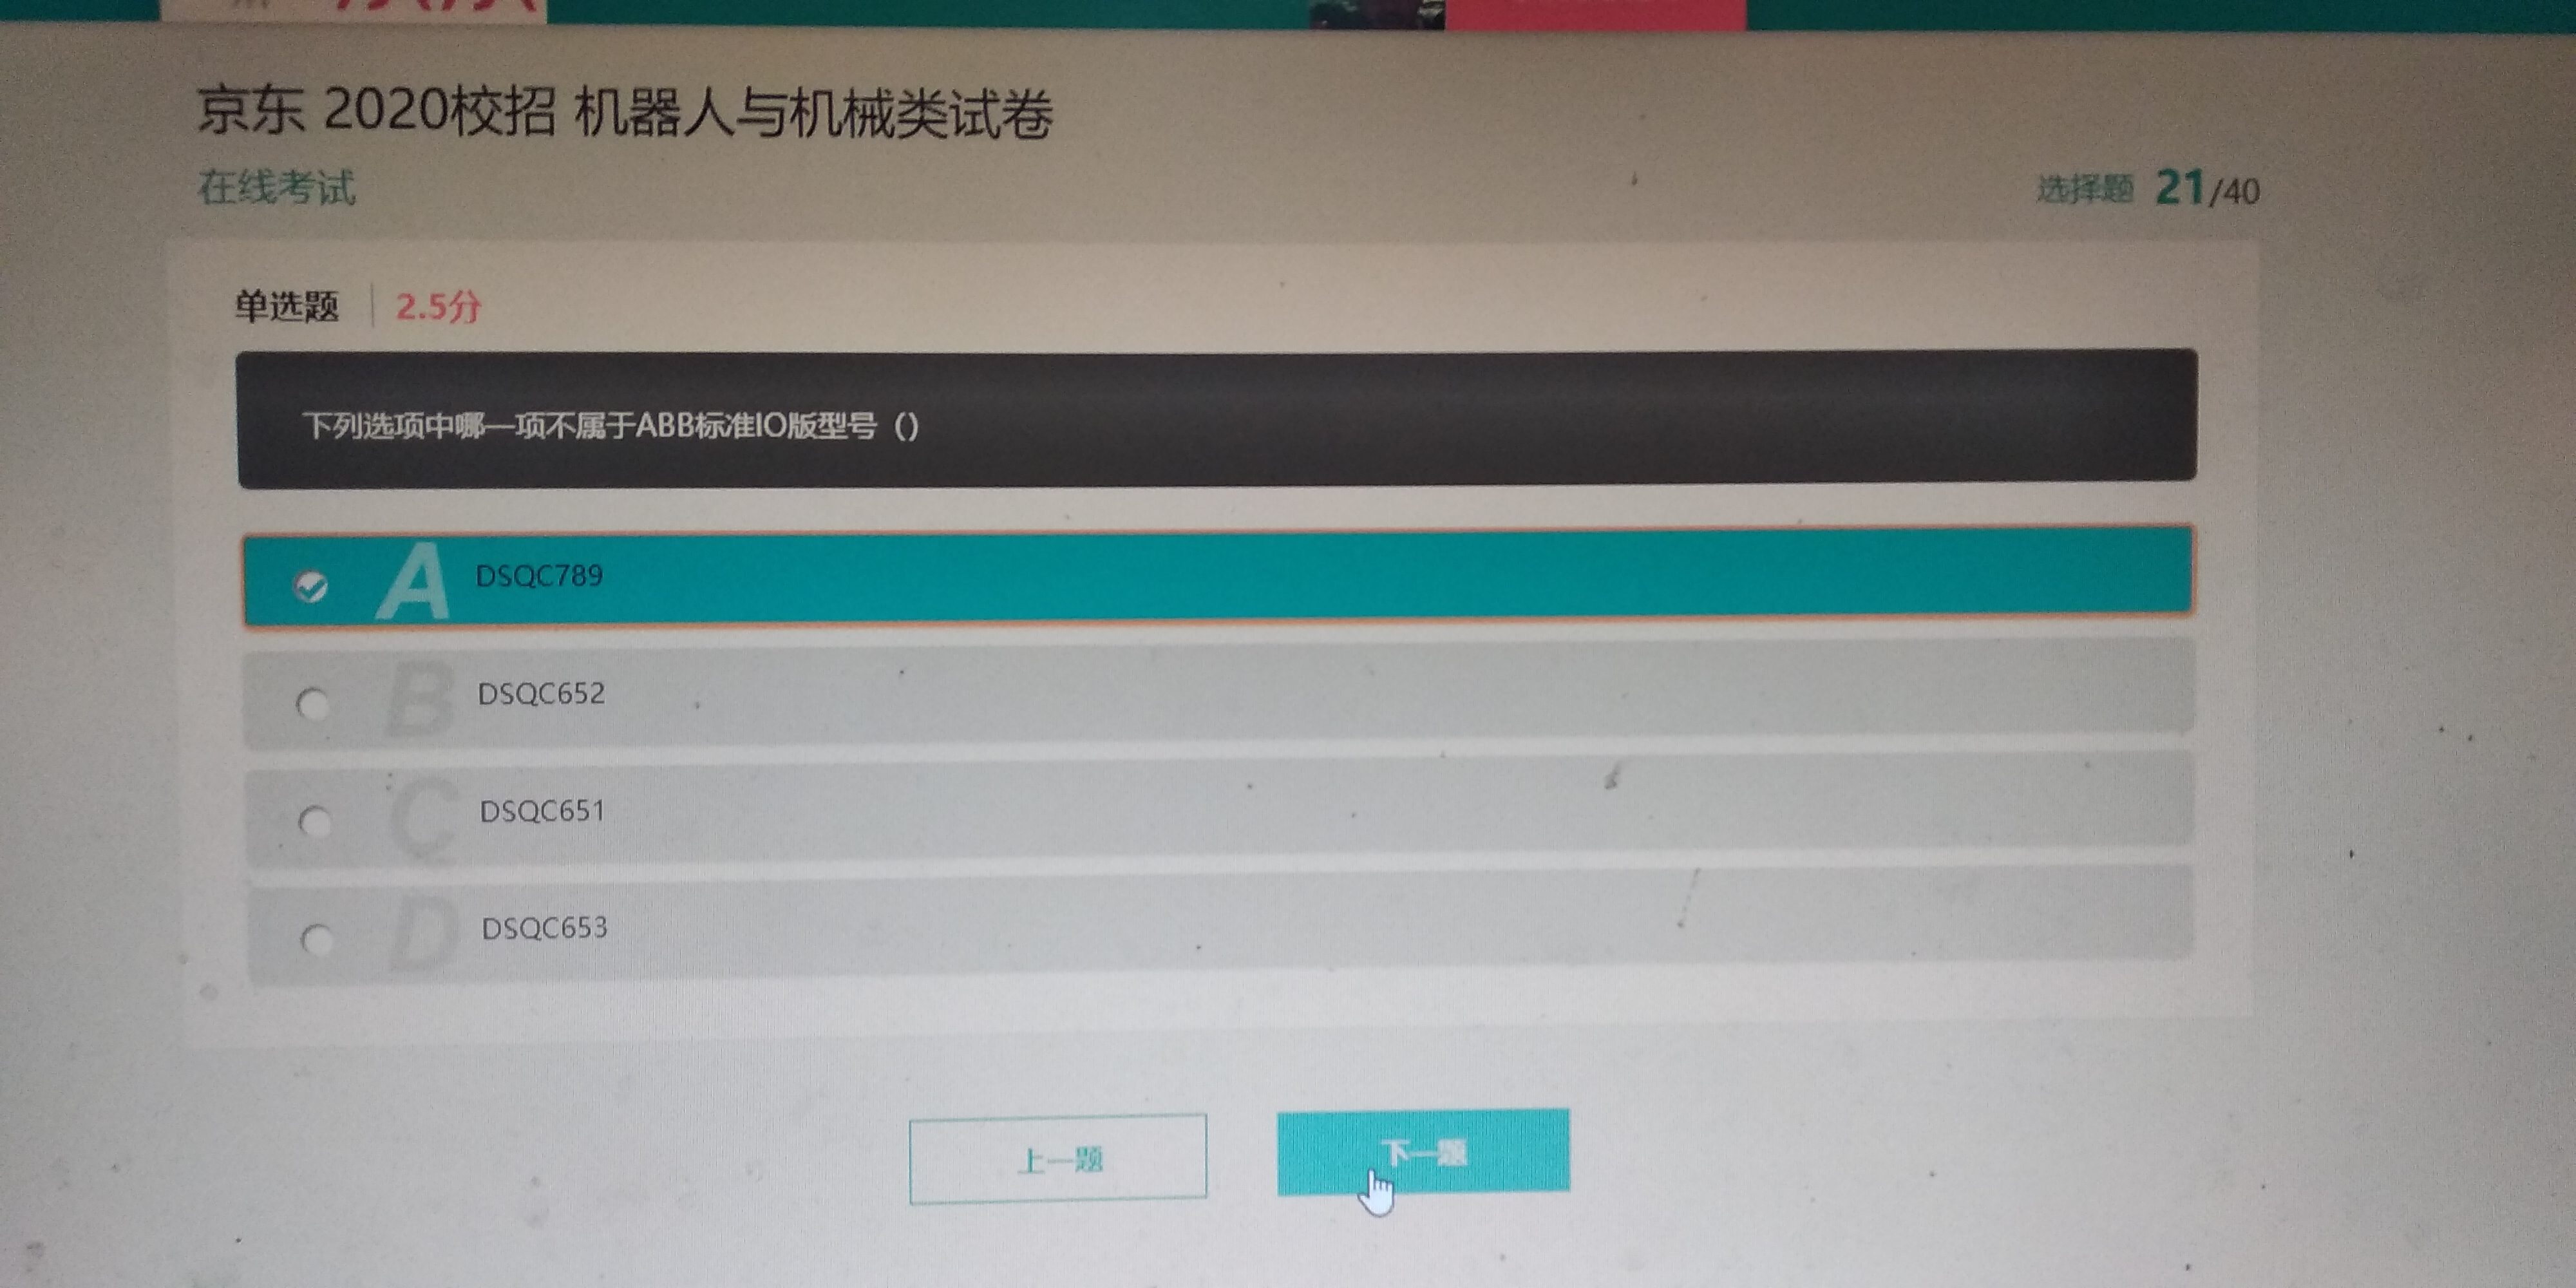 京东 2020校招 机器人与机械类试卷
在线考试
选择题 21/40
单选题 2.5分
下列选项中哪一项不属于ABB标准IO版型号（）
A DSQC789
B DSQC652
C DSQC651
D DSQC653
上一题
下一题